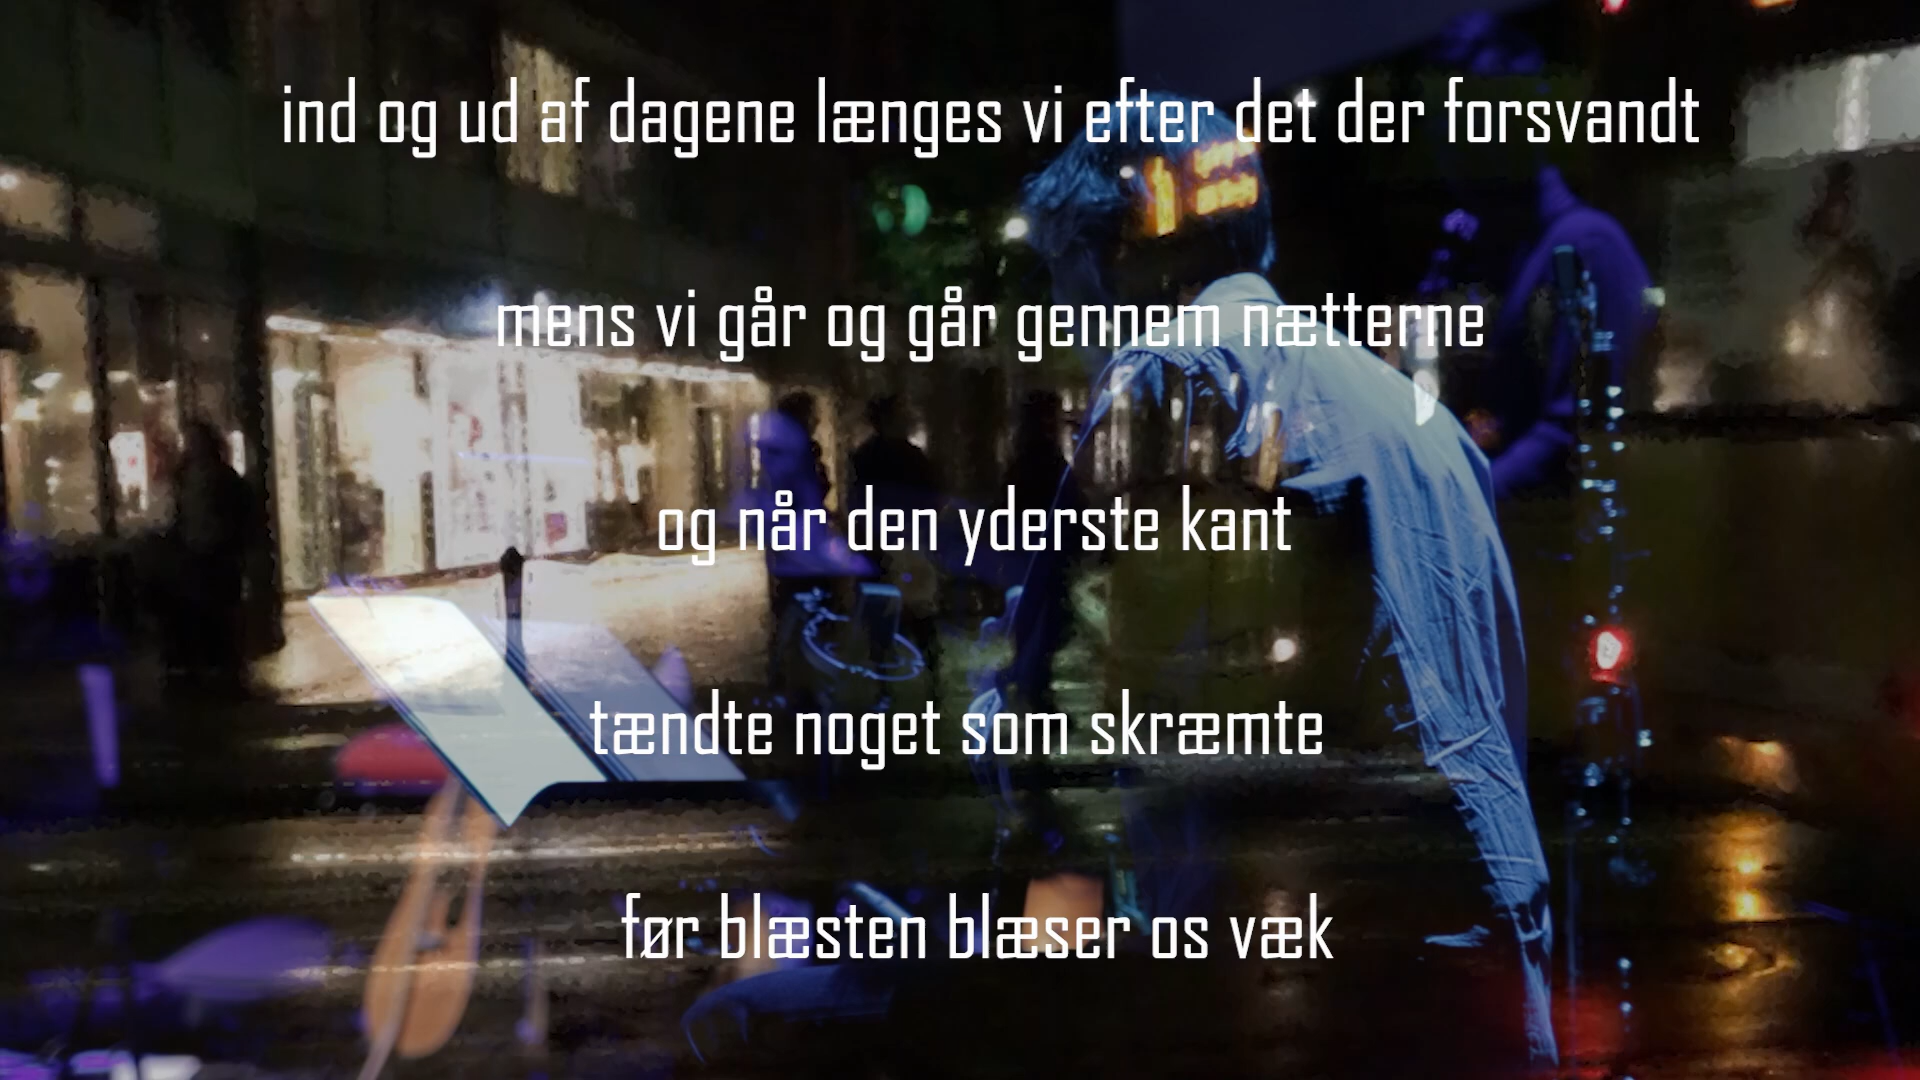 ind og ud af dagene længes vi efter det der forsvandt
mens vi går og går gennem nætterne
og når den yderste kant
tændte noget som skræmte
før blæsten blæser os væk